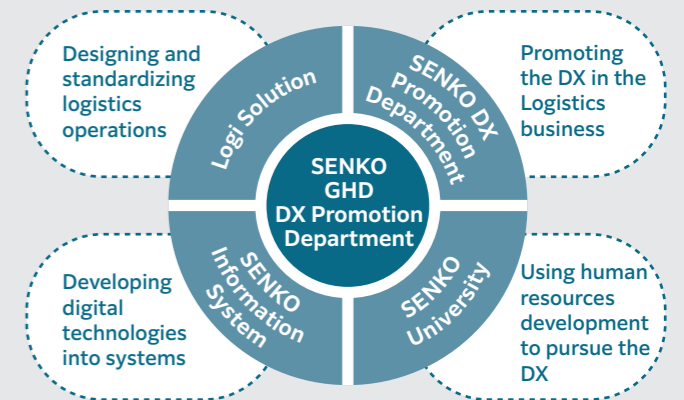 Designing and
standardizing
logistics
operations
Logi Solution
SENKO DX
Promotion
Department
Promoting
the DX in the
Logistics
business
SENKO
GHD
DX Promotion
Department
Developing
digital
technologies
into systems
SENKO
Information
System
SENKO
University
Using human
resources
development
to pursue the
DX